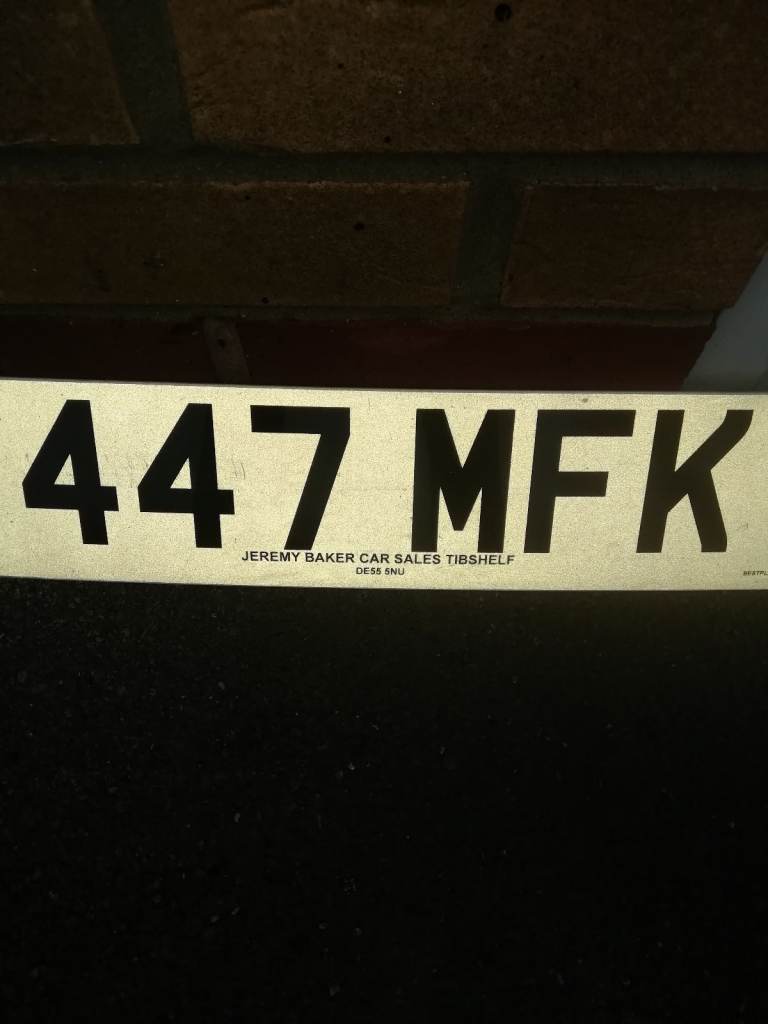 447 MFK
JEREMY BAKER CAR SALES TIBSHELF
DE55 5NU